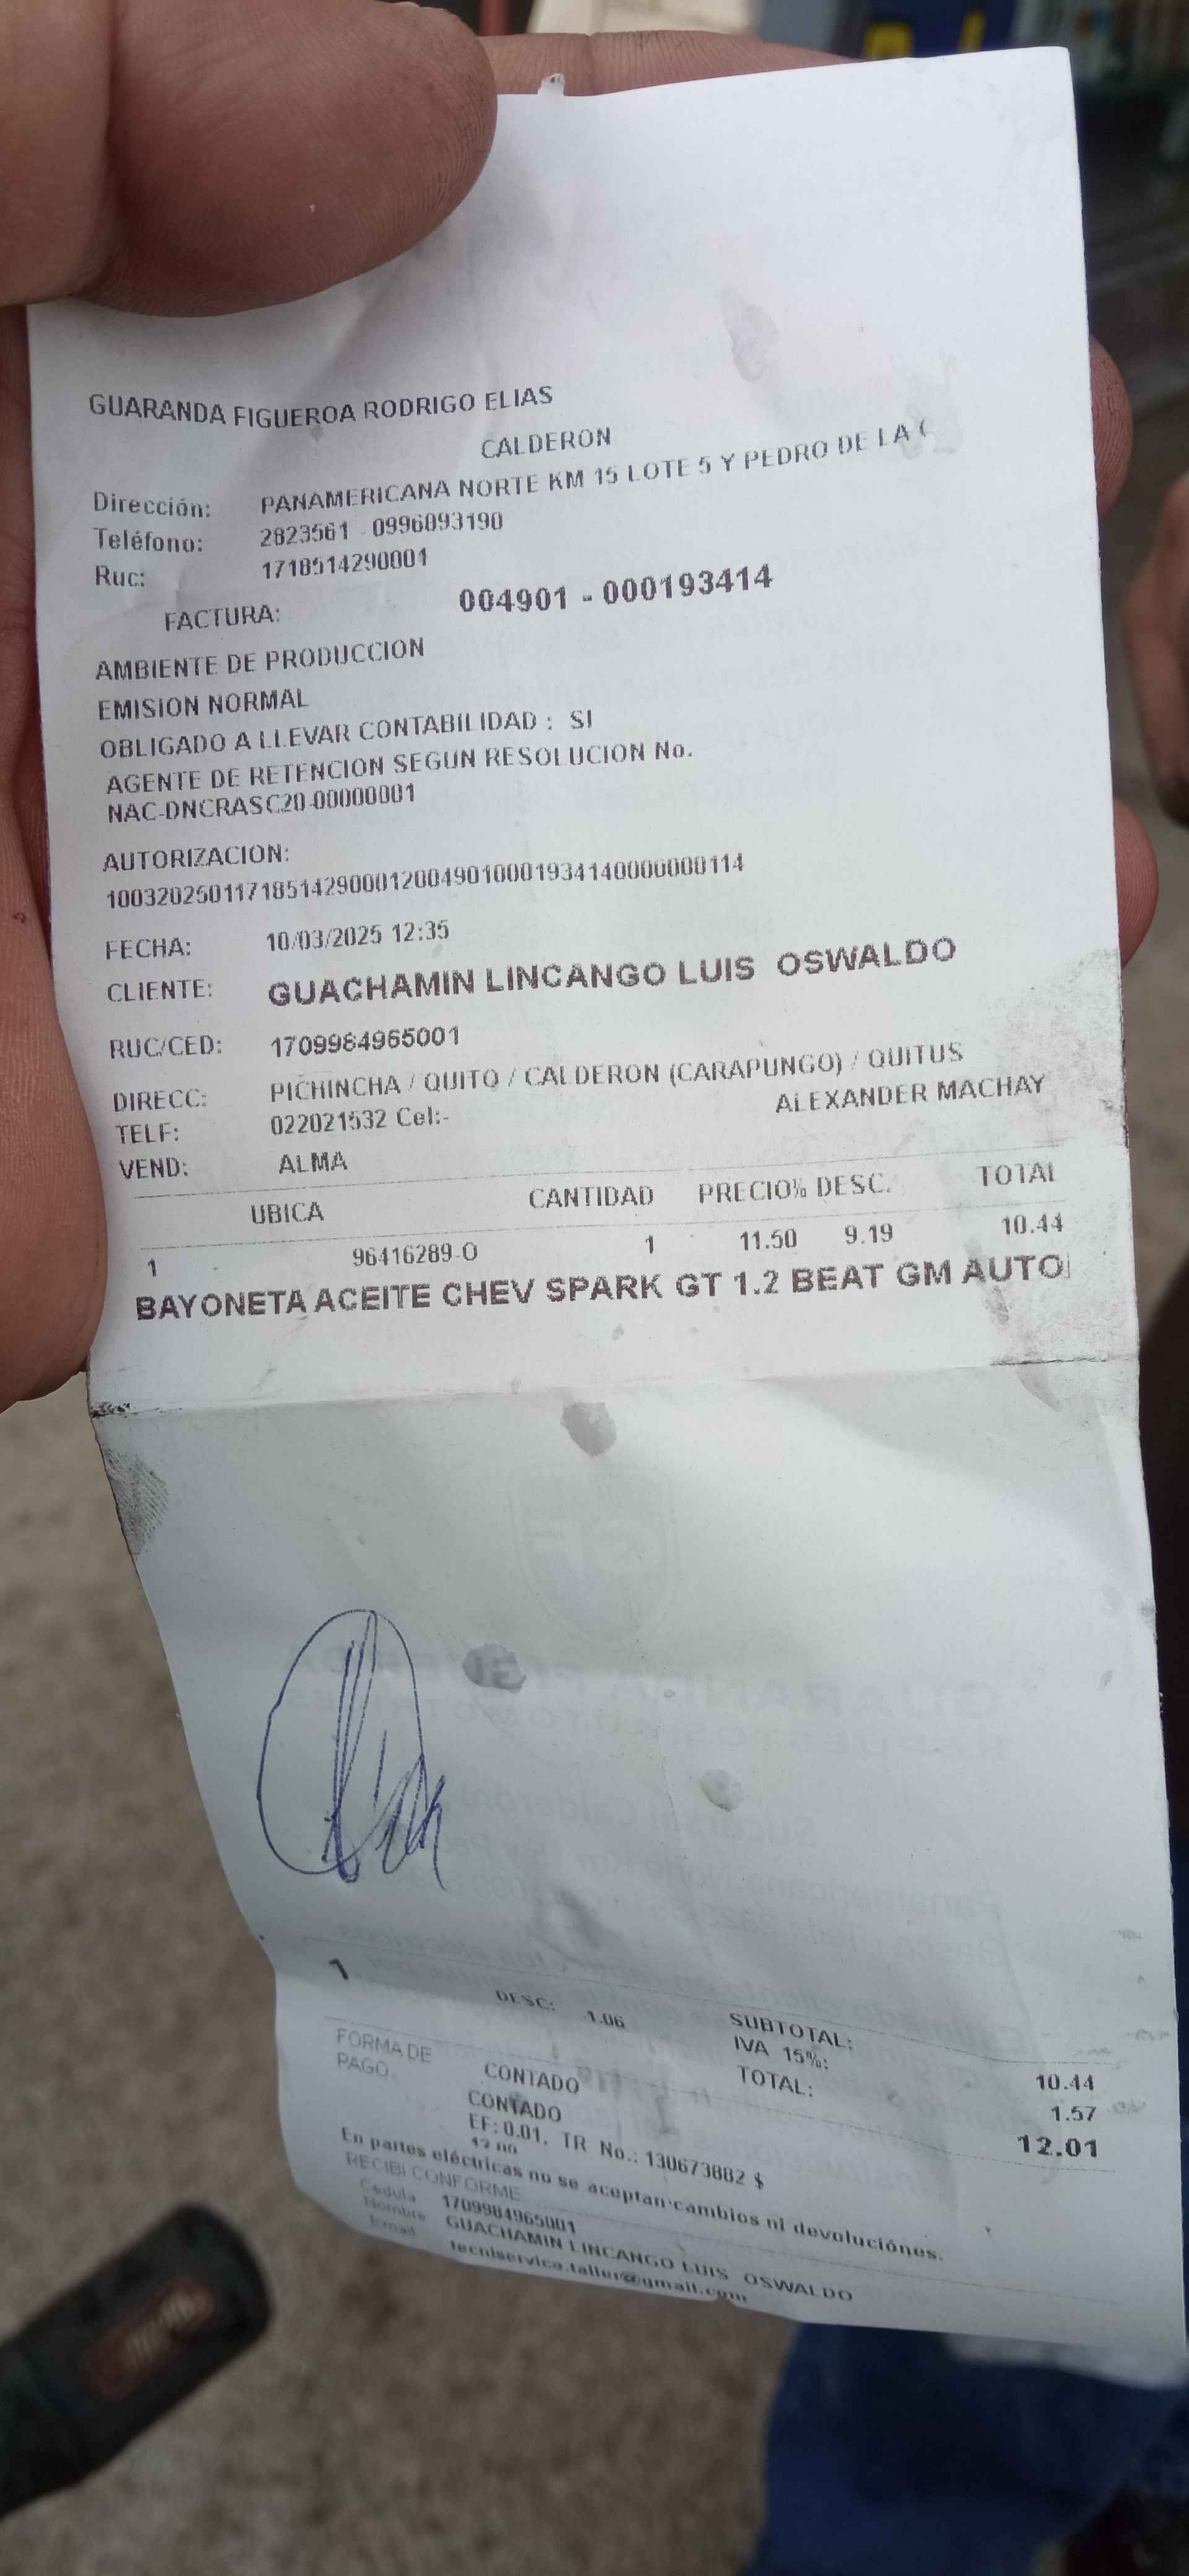 GUARANDA FIGUEROA RODRIGO ELIAS
CALDERON
Dirección: PANAMERICANA NORTE KM 15 LOTE 5 Y PEDRO DE LA
Teléfono: 2823561 - 0996093190
Ruc: 1718514290001
FACTURA: 004901 - 000193414
AMBIENTE DE PRODUCCION
EMISION NORMAL
OBLIGADO A LLEVAR CONTABILIDAD : SI
AGENTE DE RETENCION SEGUN RESOLUCION No.
NAC-DNCRASC20-00000001
AUTORIZACION:
1003202501171851429000120049010001934140000000114
FECHA: 10/03/2025 12:35
CLIENTE: GUACHAMIN LINCANGO LUIS OSWALDO
RUC/CED: 1709984965001
DIRECC: PICHINCHA / QUITO / CALDERON (CARAPUNGO) / QUITUS
TELF: 022021532 Cel:- ALEXANDER MACHAY
VEND: ALMA
UBICA CANTIDAD PRECIO% DESC. TOTAL
1 96416289-O 1 11.50 9.19 10.44
BAYONETA ACEITE CHEV SPARK GT 1.2 BEAT GM AUTO
1
DESC: 1.06 SUBTOTAL: 10.44
IVA 15%: 1.57
TOTAL: 12.01
FORMA DE PAGO. CONTADO
CONTADO
EF: 0.01, TR No.: 130673882 $
12.00
En partes eléctricas no se aceptan cambios ni devoluciónes.
RECIBI CONFORME
Cedula 1709984965001
Nombre GUACHAMIN LINCANGO LUIS OSWALDO
Email tecniservice.taller@gmail.com